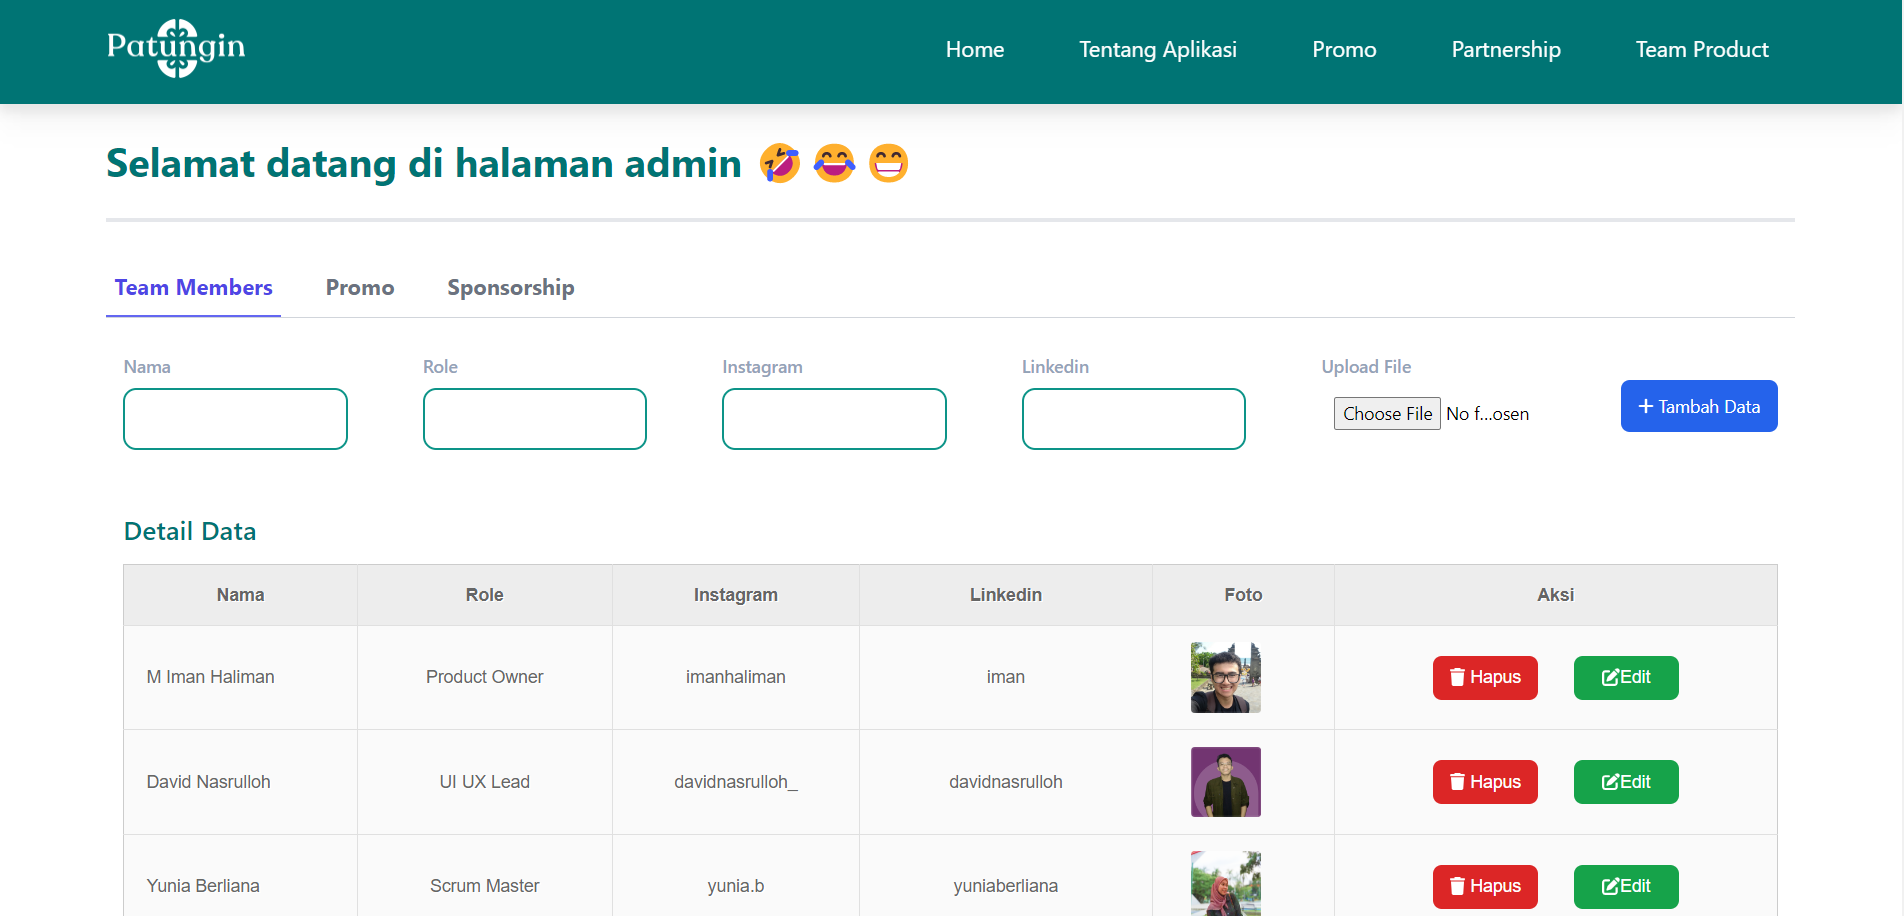 Patungin Home Tentang Aplikasi Promo Partnership Team Product
Selamat datang di halaman admin 🤣 😂 😁
Team Members Promo Sponsorship
Nama Role Instagram Linkedin Upload File
Choose File No f...osen + Tambah Data
Detail Data
Nama Role Instagram Linkedin Foto Aksi
M Iman Haliman Product Owner imanhaliman iman Hapus Edit
David Nasrulloh UI UX Lead davidnasrulloh_ davidnasrulloh Hapus Edit
Yunia Berliana Scrum Master yunia.b yuniaberliana Hapus Edit